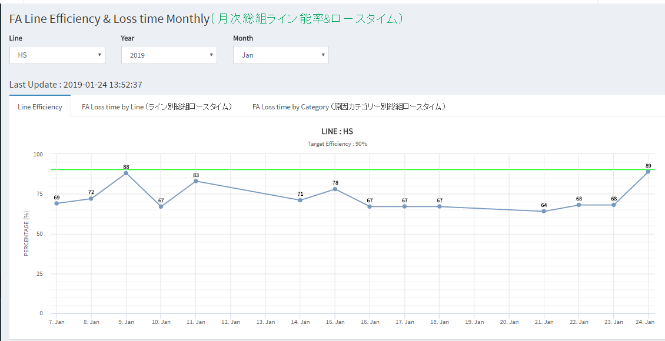 FA Line Efficiency & Loss time Monthly（月次総組ライン能率&ロースタイム）
Line Year Month
HS 2019 Jan
Last Update : 2019-01-24 13:52:37
Line Efficiency FA Loss time by Line（ライン別総組ロースタイム） FA Loss time by Category（原因カテゴリー別総組ロースタイム）
LINE : HS
Target Efficiency : 90%
PERCENTAGE (%)
100
75
50
25
0
69 72 88 67 83 71 78 67 67 67 64 68 68 89
7. Jan 8. Jan 9. Jan 10. Jan 11. Jan 12. Jan 13. Jan 14. Jan 15. Jan 16. Jan 17. Jan 18. Jan 19. Jan 20. Jan 21. Jan 22. Jan 23. Jan 24. Jan